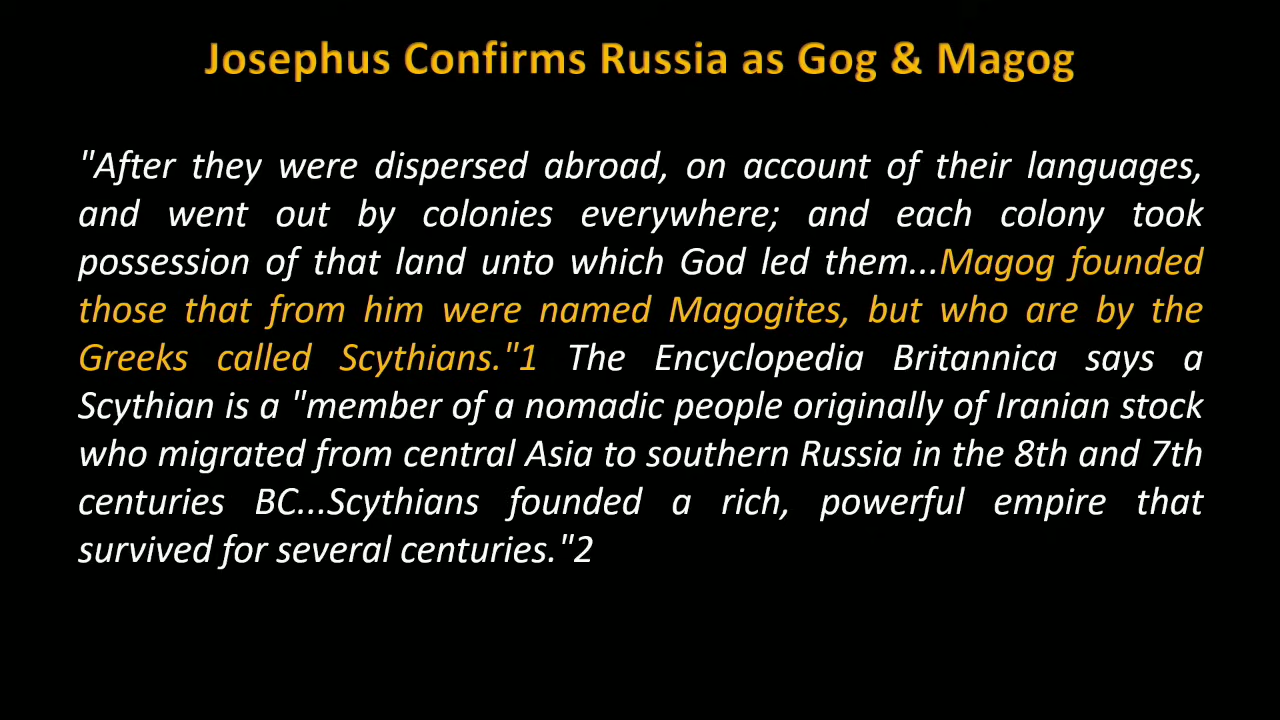 Josephus Confirms Russia as Gog & Magog
"After they were dispersed abroad, on account of their languages,
and went out by colonies everywhere; and each colony took
possession of that land unto which God led them...Magog founded
those that from him were named Magogites, but who are by the
Greeks called Scythians."1 The Encyclopedia Britannica says a
Scythian is a "member of a nomadic people originally of Iranian stock
who migrated from central Asia to southern Russia in the 8th and 7th
centuries BC...Scythians founded a rich, powerful empire that
survived for several centuries."2